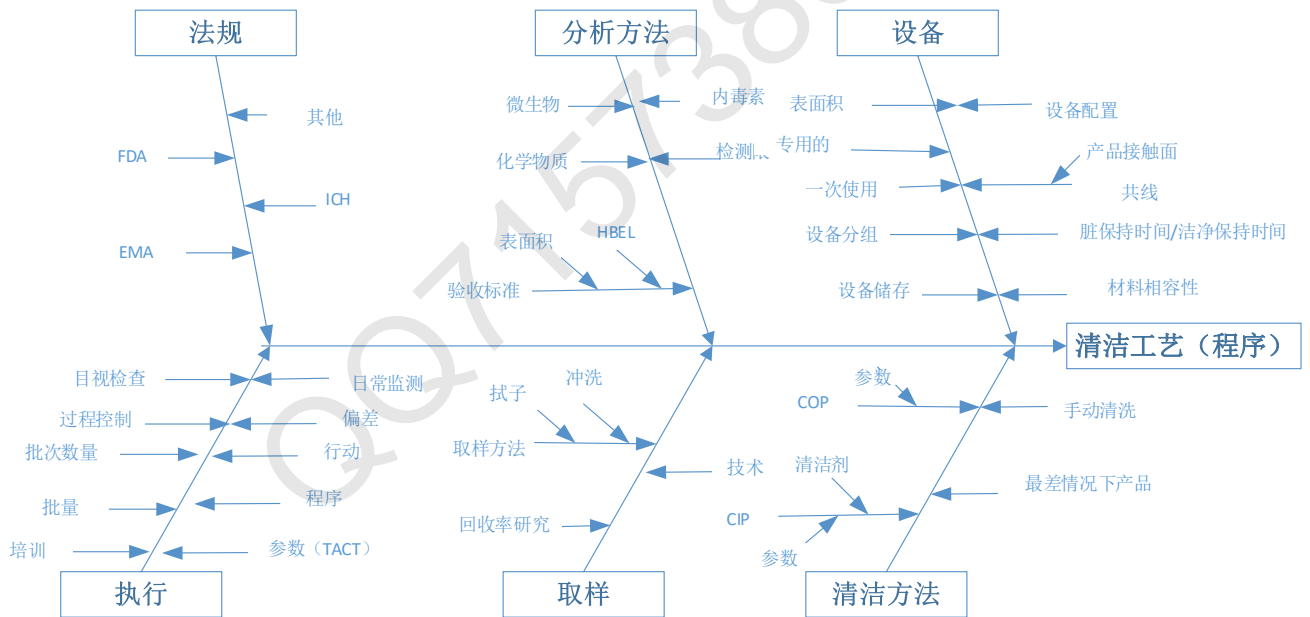 法规
分析方法
设备
其他
FDA
ICH
EMA
微生物
内毒素
化学物质
检测
表面积
HBEL
验收标准
表面积
设备配置
专用的
产品接触面
一次使用
共线
设备分组
脏保持时间/洁净保持时间
设备储存
材料相容性
清洁工艺（程序）
目视检查
日常监测
过程控制
偏差
批次数量
行动
批量
程序
培训
参数（TACT）
拭子
冲洗
取样方法
技术
回收率研究
参数
COP
手动清洗
清洁剂
最差情况下产品
CIP
参数
执行
取样
清洁方法